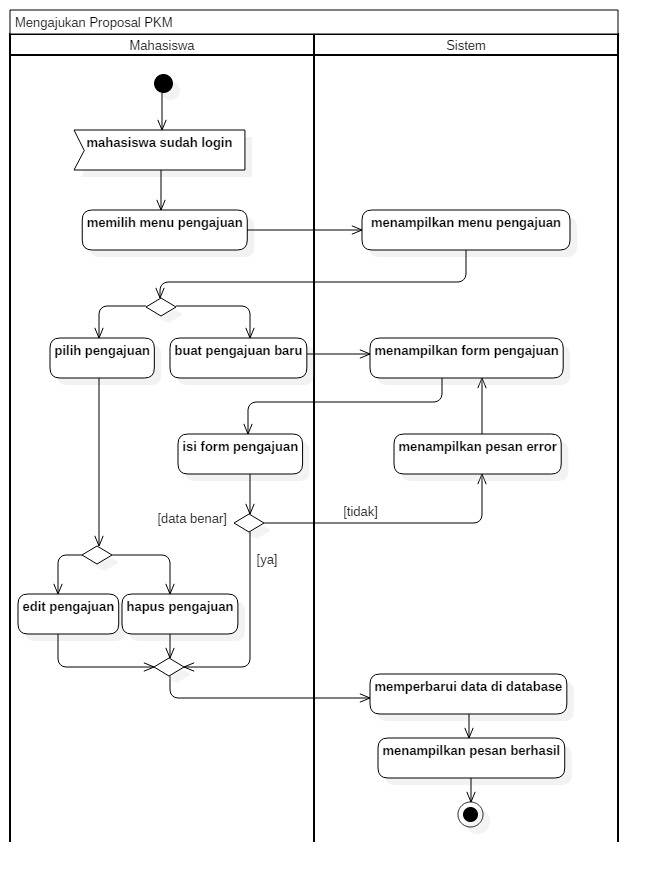 Mengajukan Proposal PKM
Mahasiswa
Sistem
mahasiswa sudah login
memilih menu pengajuan
menampilkan menu pengajuan
pilih pengajuan
buat pengajuan baru
menampilkan form pengajuan
isi form pengajuan
menampilkan pesan error
[data benar]
[tidak]
[ya]
edit pengajuan
hapus pengajuan
memperbarui data di database
menampilkan pesan berhasil